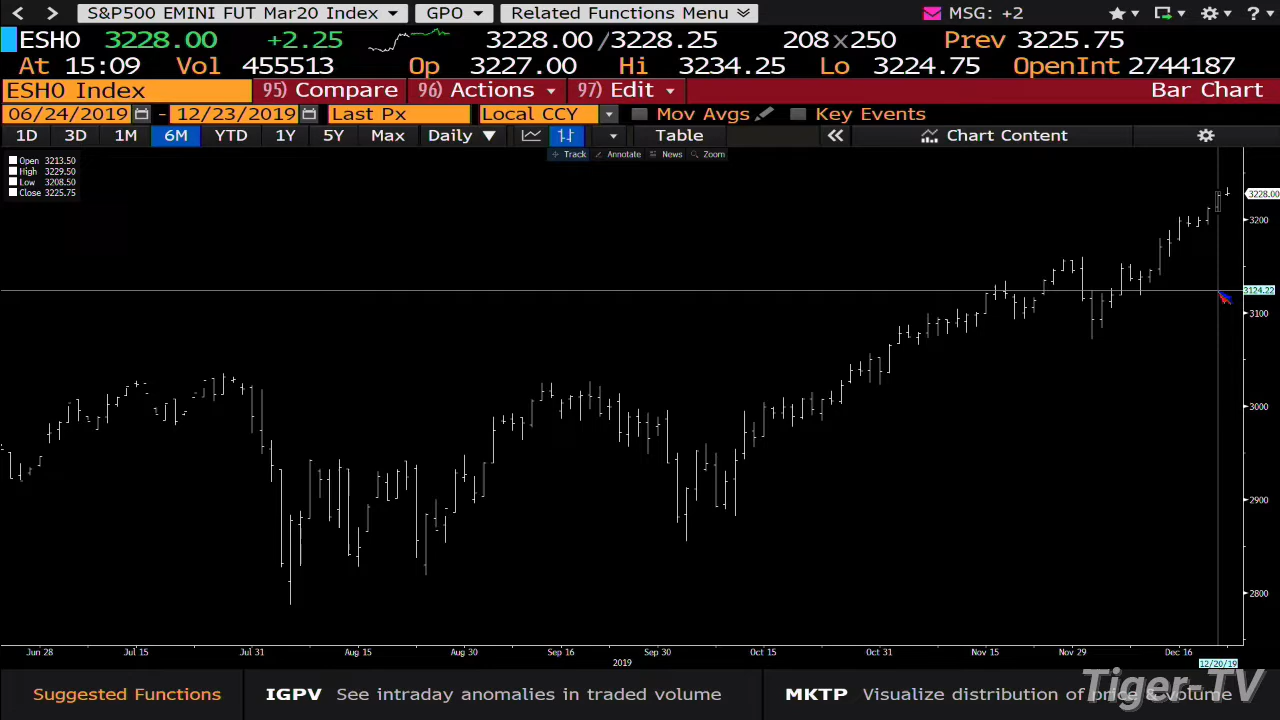 S&P500 EMINI FUT Mar20 Index GPO Related Functions Menu MSG: +2 ?
ESH0 3228.00 +2.25 3228.00/3228.25 208x250 Prev 3225.75
At 15:09 Vol 455513 Op 3227.00 Hi 3234.25 Lo 3224.75 OpenInt 2744187
ESH0 Index 95) Compare 96) Actions 97) Edit Bar Chart
06/24/2019 - 12/23/2019 Last Px Local CCY Mov Avgs Key Events
1D 3D 1M 6M YTD 1Y 5Y Max Daily Table Chart Content
Track Annotate News Zoom
Open 3213.50
High 3229.50
Low 3208.50
Close 3225.75
3228.00
3200
3124.22
3100
3000
2900
2800
Jun 28 Jul 15 Jul 31 Aug 15 Aug 30 Sep 16 Sep 30 Oct 15 Oct 31 Nov 15 Nov 29 Dec 16
2019
12/20/19
Suggested Functions IGPV See intraday anomalies in traded volume MKTP Visualize distribution of price & volume
Tiger-TV